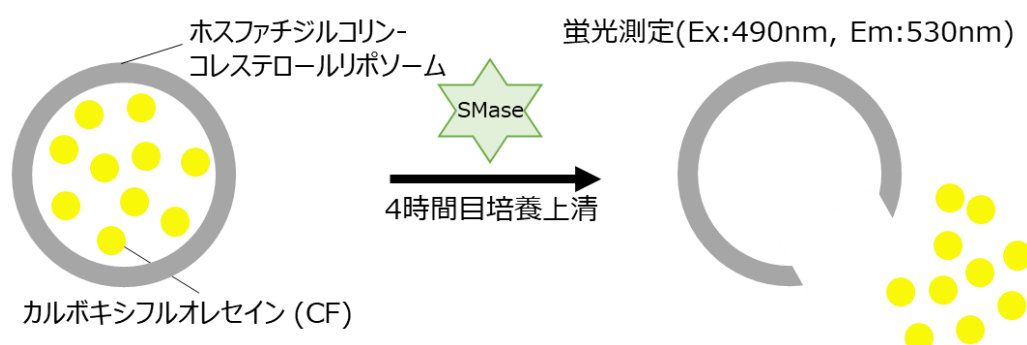 ホスファチジルコリン-
コレステロールリポソーム
蛍光測定(Ex:490nm, Em:530nm)
SMase
4時間目培養上清
カルボキシフルオレセイン (CF)